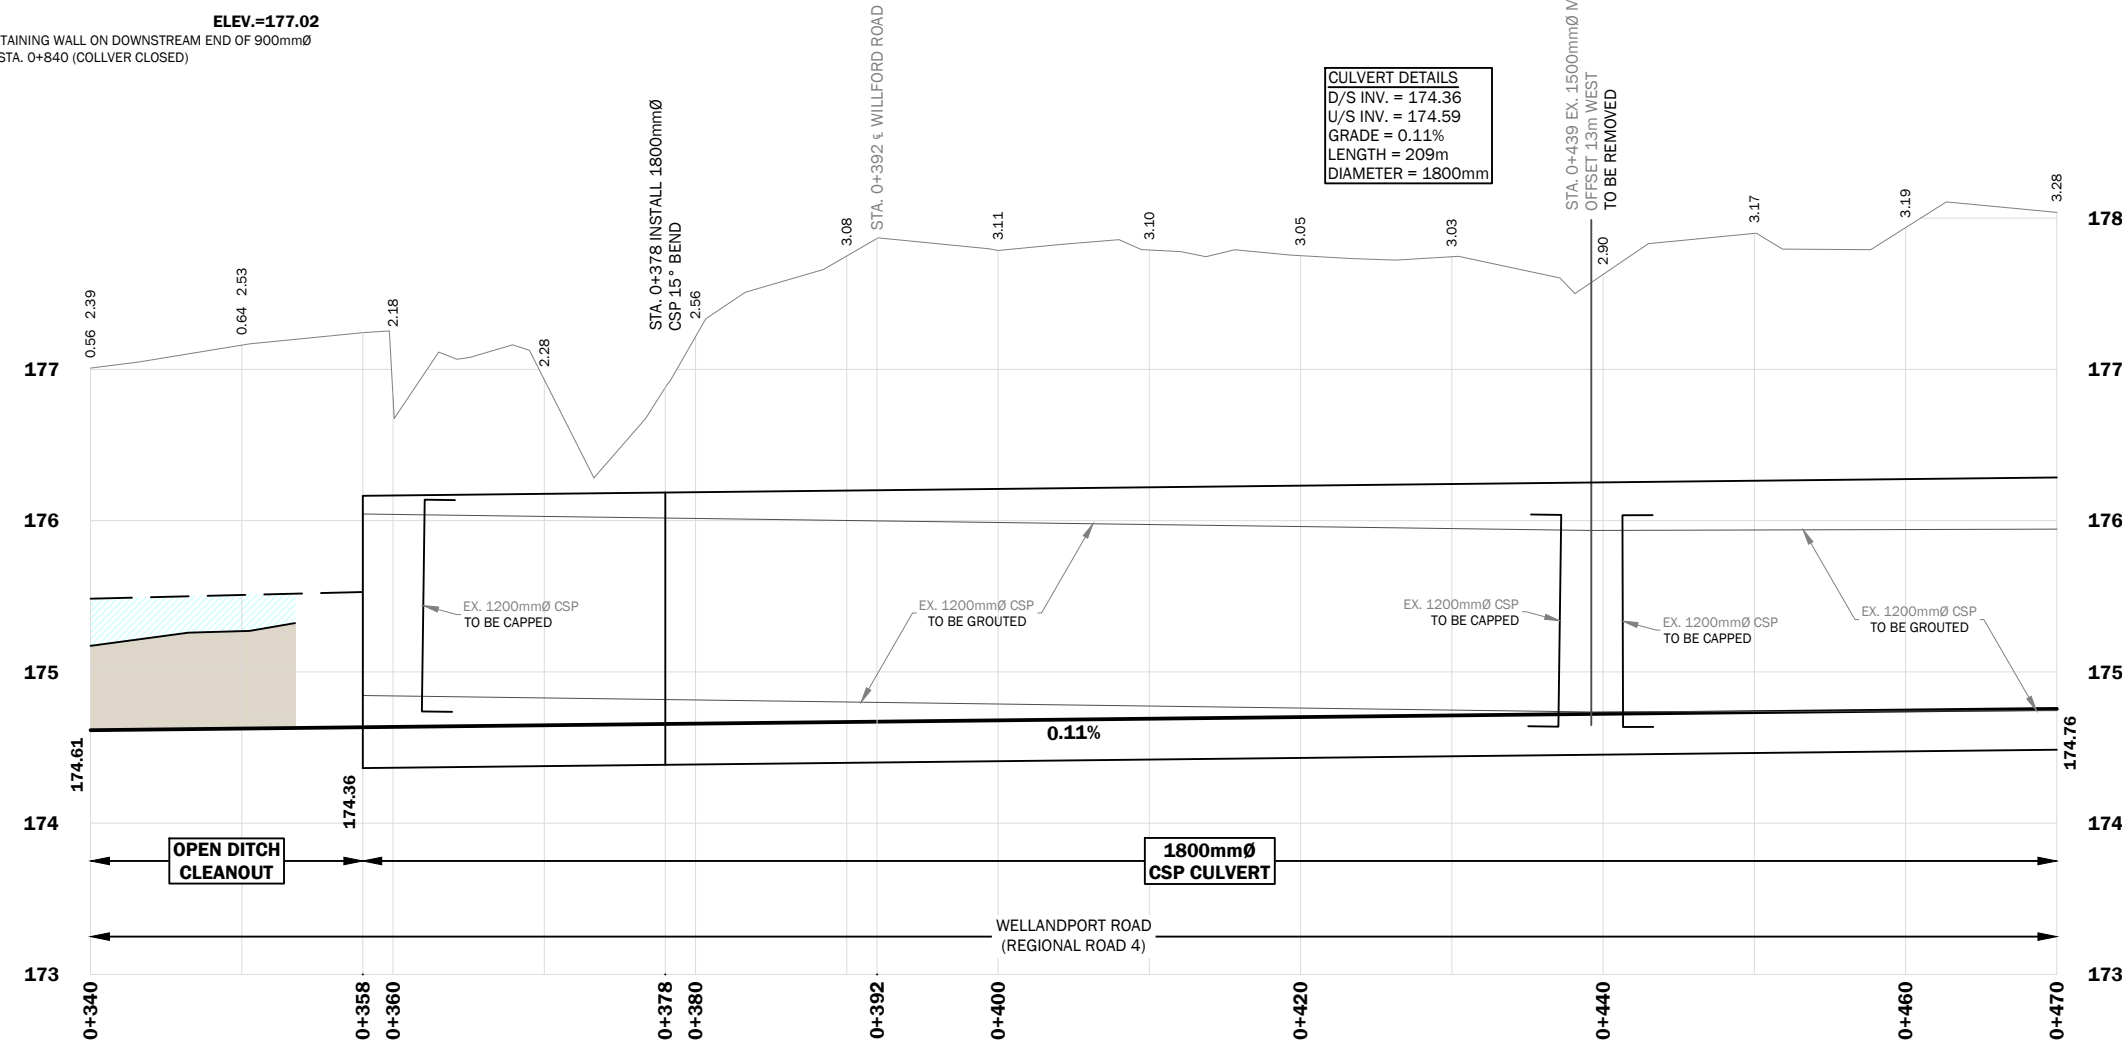 ELEV.=177.02
TAINING WALL ON DOWNSTREAM END OF 900mmØ
STA. 0+840 (COLLVER CLOSED)
CULVERT DETAILS
D/S INV. = 174.36
U/S INV. = 174.59
GRADE = 0.11%
LENGTH = 209m
DIAMETER = 1800mm
STA. 0+378 INSTALL 1800mmØ
CSP 15° BEND
STA. 0+392 ℄ WILLFORD ROAD
STA. 0+439 EX. 1500mmØ
OFFSET 13m WEST
TO BE REMOVED
0.56 2.39
0.64 2.53
2.18
2.28
2.56
3.08
3.11
3.10
3.05
3.03
2.90
3.17
3.19
3.28
178
177
177
176
176
EX. 1200mmØ CSP
TO BE CAPPED
EX. 1200mmØ CSP
TO BE GROUTED
EX. 1200mmØ CSP
TO BE CAPPED
EX. 1200mmØ CSP
TO BE CAPPED
EX. 1200mmØ CSP
TO BE GROUTED
175
175
0.11%
174.61
174.36
174.76
174
174
OPEN DITCH
CLEANOUT
1800mmØ
CSP CULVERT
WELLANDPORT ROAD
(REGIONAL ROAD 4)
173
173
0+340
0+358
0+360
0+378
0+380
0+392
0+400
0+420
0+440
0+460
0+470